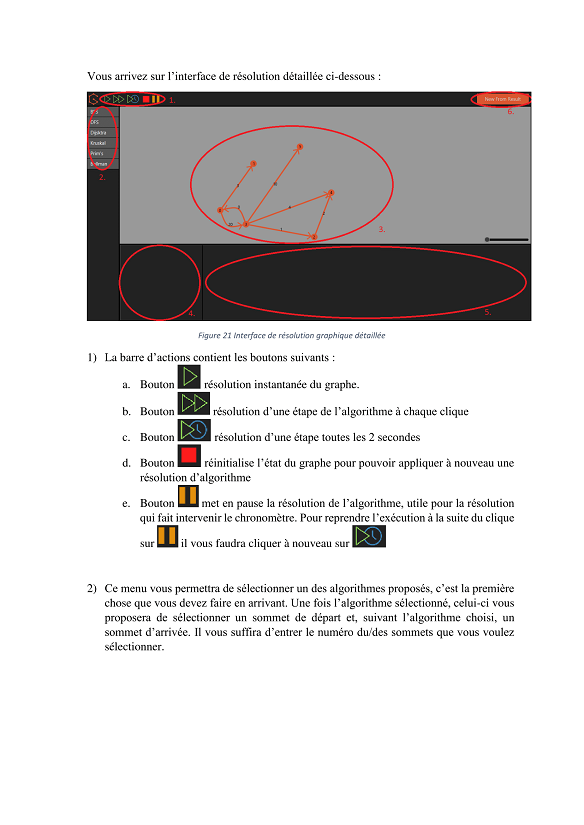 Vous arrivez sur l'interface de résolution détaillée ci-dessous :
1.
New From Result
6.
BFS
DFS
Dijsktra
Kruskal
Prim's
Bellman
2.
3.
4.
5.
Figure 21 Interface de résolution graphique détaillée
1) La barre d'actions contient les boutons suivants :
a. Bouton résolution instantanée du graphe.
b. Bouton résolution d'une étape de l'algorithme à chaque clique
c. Bouton résolution d'une étape toutes les 2 secondes
d. Bouton réinitialise l'état du graphe pour pouvoir appliquer à nouveau une
résolution d'algorithme
e. Bouton met en pause la résolution de l'algorithme, utile pour la résolution
qui fait intervenir le chronomètre. Pour reprendre l'exécution à la suite du clique
sur il vous faudra cliquer à nouveau sur
2) Ce menu vous permettra de sélectionner un des algorithmes proposés, c'est la première
chose que vous devez faire en arrivant. Une fois l'algorithme sélectionné, celui-ci vous
proposera de sélectionner un sommet de départ et, suivant l'algorithme choisi, un
sommet d'arrivée. Il vous suffira d'entrer le numéro du/des sommets que vous voulez
sélectionner.